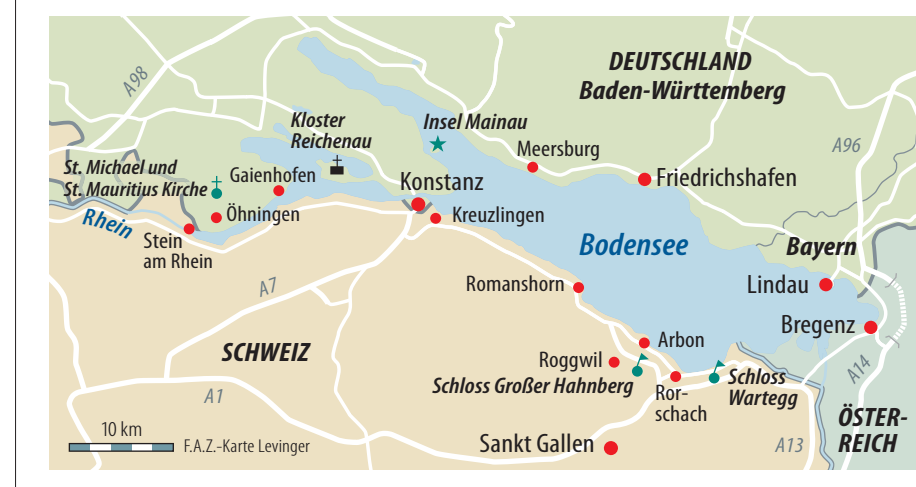 DEUTSCHLAND
Baden-Württemberg
A98
Kloster
Reichenau
Insel Mainau
Meersburg
A96
St. Michael und
St. Mauritius Kirche
Gaienhofen
Konstanz
Friedrichshafen
Öhningen
Kreuzlingen
Rhein
Stein
am Rhein
Bodensee
Bayern
A7
Romanshorn
Lindau
Bregenz
SCHWEIZ
Arbon
Roggwil
Schloss Großer Hahnberg
Schloss
Wartegg
A14
A1
Ror-
schach
ÖSTER-
REICH
10 km
F.A.Z.-Karte Levinger
Sankt Gallen
A13